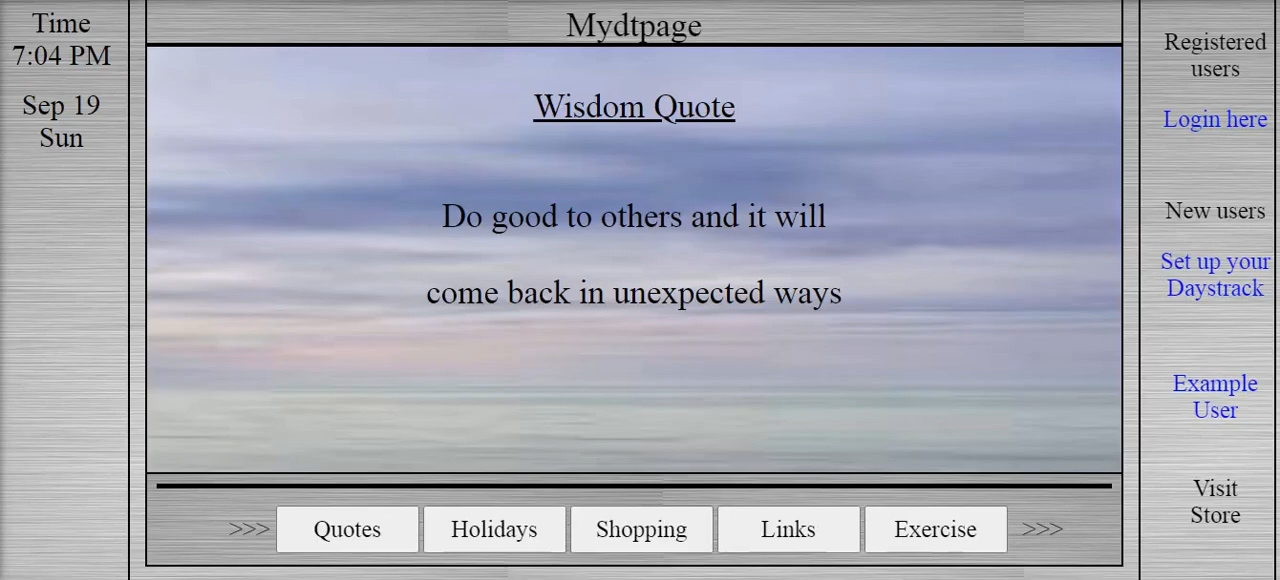 Time
7:04 PM
Sep 19
Sun
Mydtpage
Wisdom Quote
Do good to others and it will
come back in unexpected ways
>>>
Quotes
Holidays
Shopping
Links
Exercise
>>>
Registered
users
Login here
New users
Set up your
Daystrack
Example
User
Visit
Store